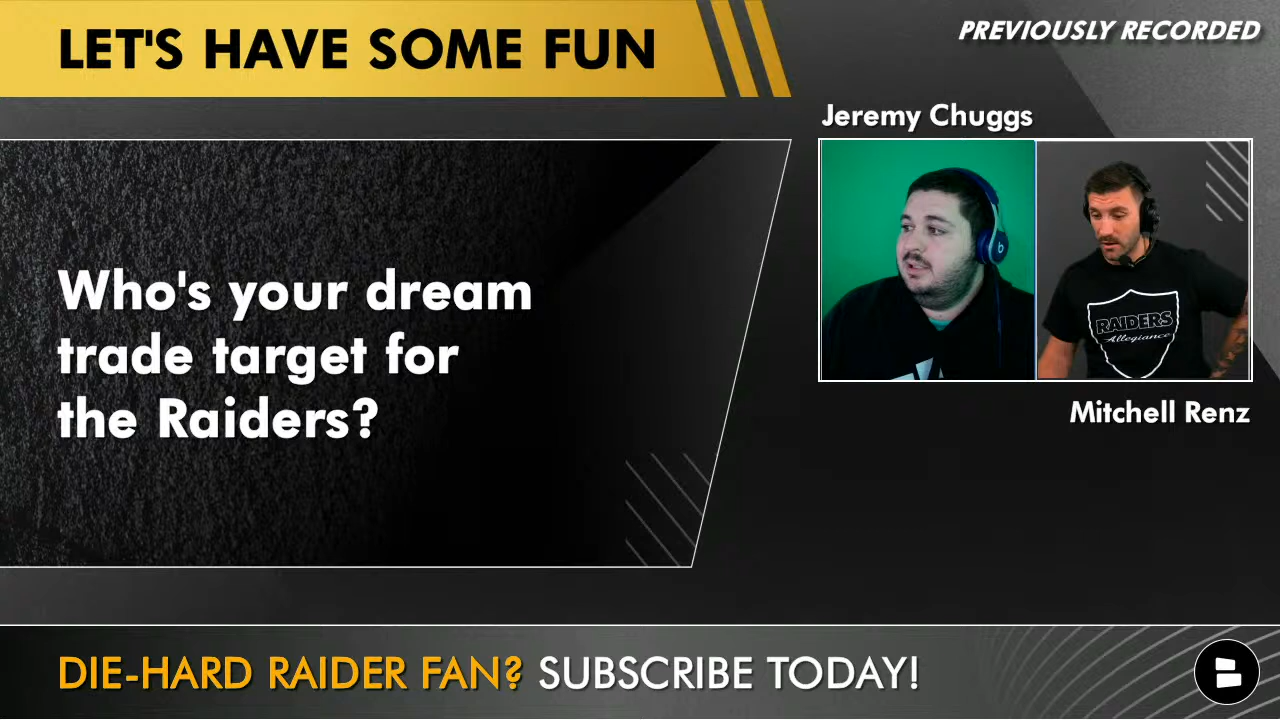 LET'S HAVE SOME FUN
PREVIOUSLY RECORDED
Jeremy Chuggs
Who's your dream
trade target for
the Raiders?
RAIDERS
Allegiance
Mitchell Renz
DIE-HARD RAIDER FAN? SUBSCRIBE TODAY!